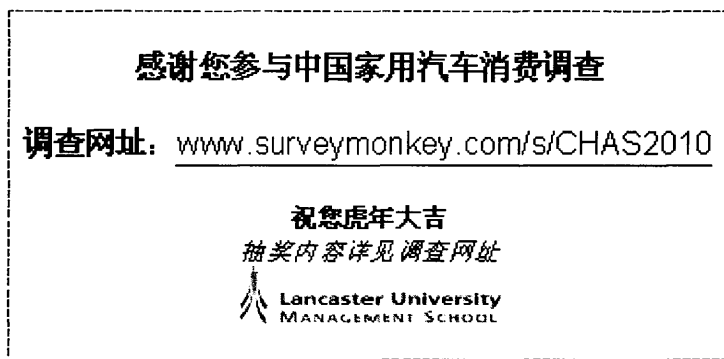 感谢您参与中国家用汽车消费调查
调查网址：www.surveymonkey.com/s/CHAS2010
祝您虎年大吉
抽奖内容详见调查网址
Lancaster University
MANAGEMENT SCHOOL